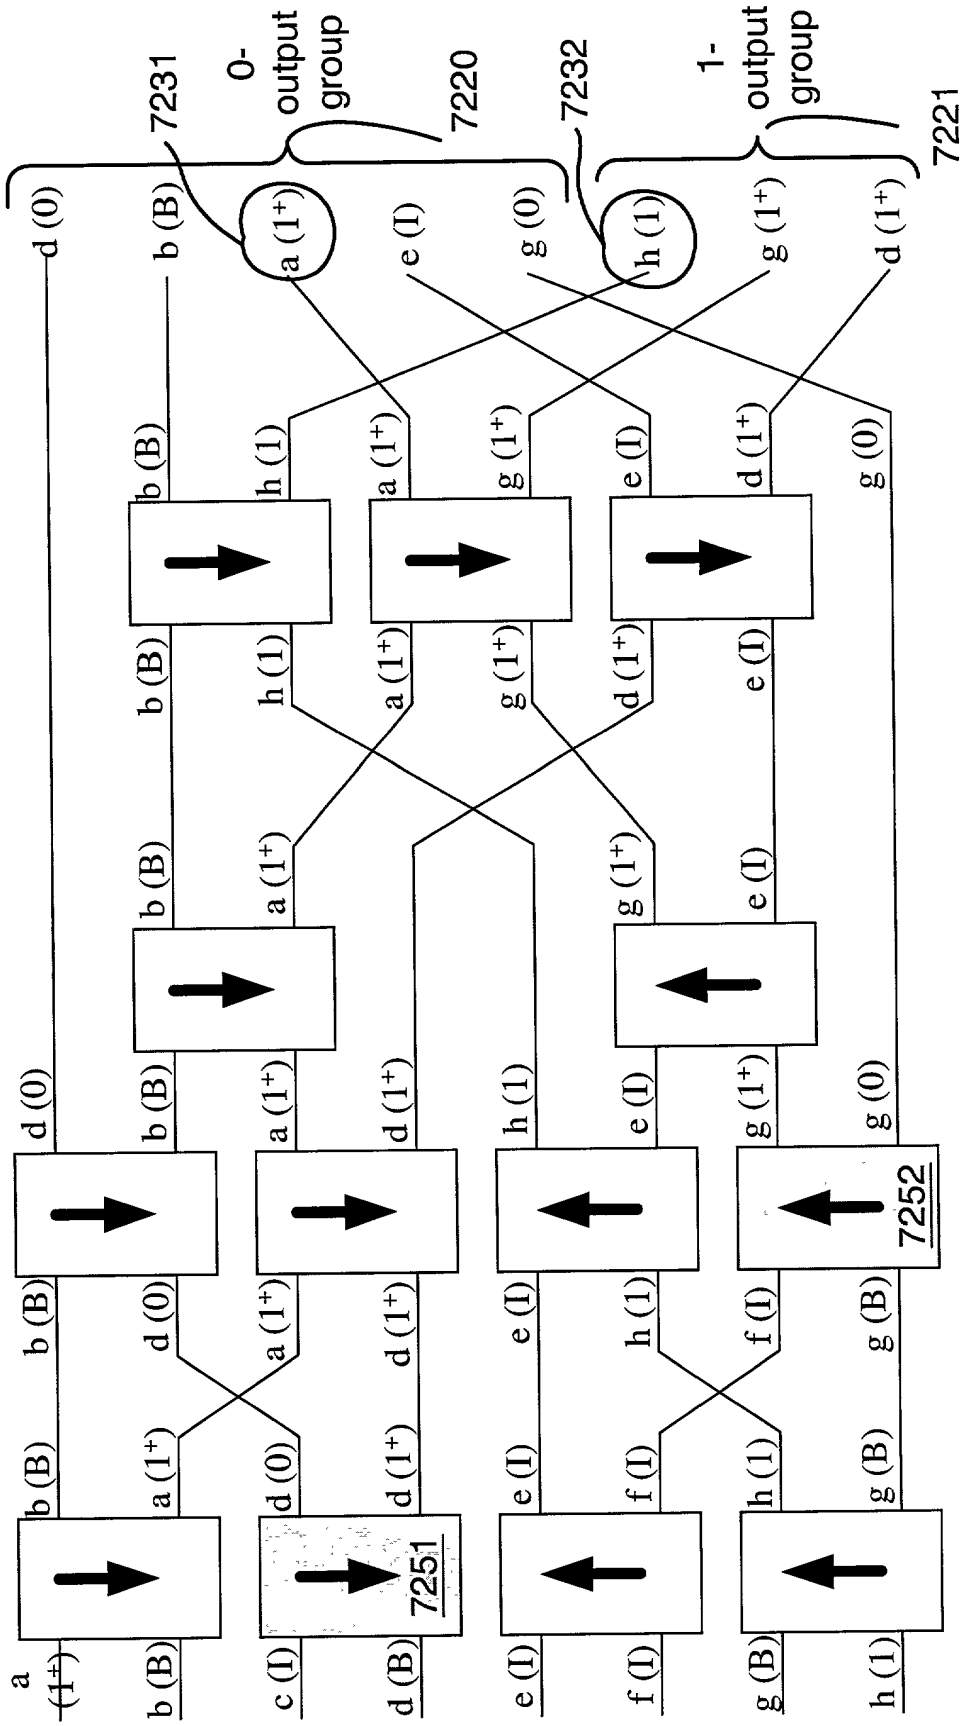 a
(1⁺)
b (B)
c (I)
d (B)
e (I)
f (I)
g (B)
h (1)
7251
b (B)
a (1⁺)
d (0)
d (1⁺)
e (I)
f (I)
h (1)
g (B)
b (B)
d (0)
a (1⁺)
d (1⁺)
e (I)
h (1)
f (I)
g (B)
7252
d (0)
b (B)
a (1⁺)
d (1⁺)
h (1)
e (I)
g (1⁺)
g (0)
b (B)
a (1⁺)
g (1⁺)
e (I)
b (B)
h (1)
a (1⁺)
g (1⁺)
d (1⁺)
e (I)
b (B)
h (1)
a (1⁺)
g (1⁺)
e (I)
d (1⁺)
g (0)
d (0)
b (B)
a (1⁺)
e (I)
g (0)
h (1)
g (1⁺)
d (1⁺)
7231
0-
output
group
7220
7232
1-
output
group
7221